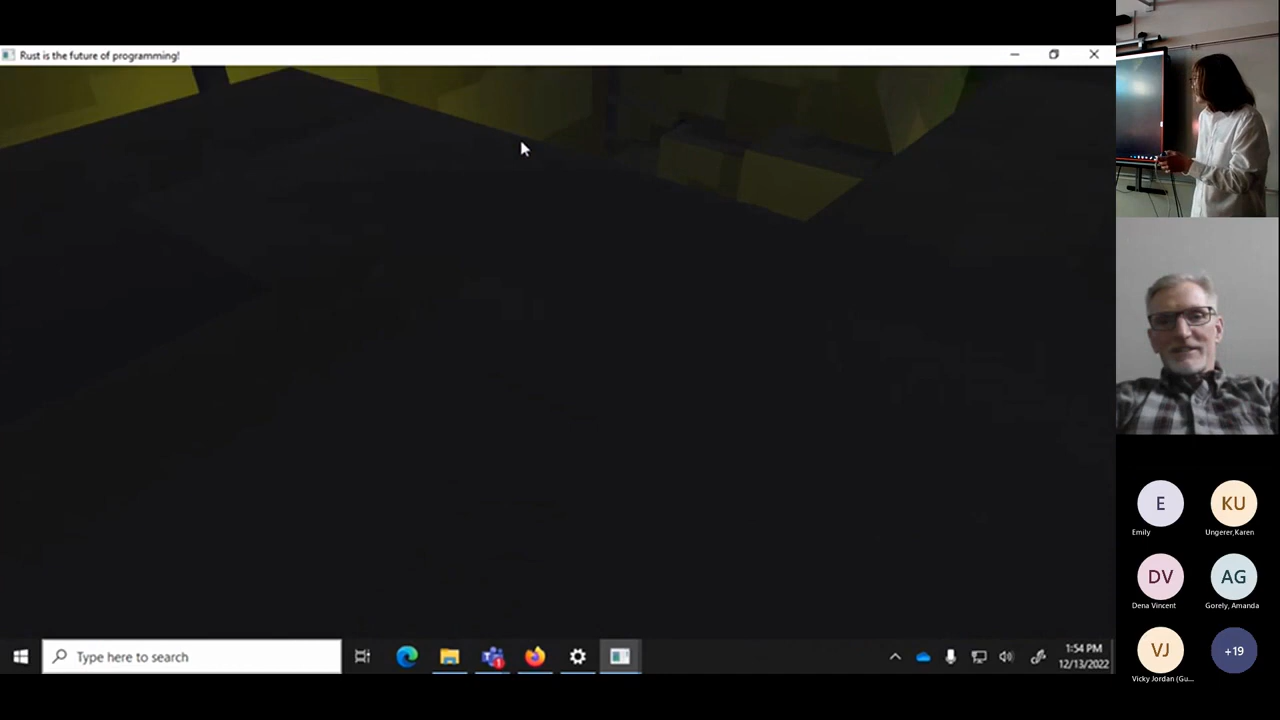 Rust is the future of programming!
Type here to search
1:54 PM
12/13/2022
E
Emily
KU
Ungerer,Karen
DV
Dena Vincent
AG
Gorely, Amanda
VJ
Vicky Jordan (Gu...
+19